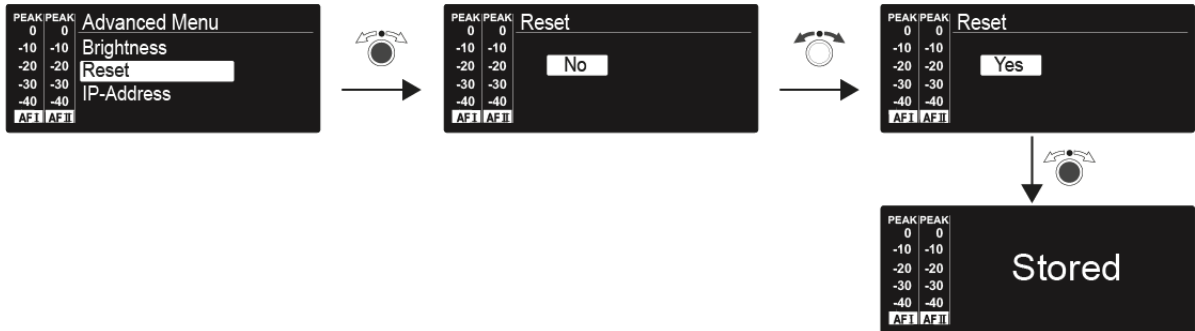 PEAK PEAK Advanced Menu
0 0
-10 -10 Brightness
-20 -20 Reset
-30 -30 IP-Address
-40 -40
AF I AF II
PEAK PEAK Reset
0 0
-10 -10
-20 -20 No
-30 -30
-40 -40
AF I AF II
PEAK PEAK Reset
0 0
-10 -10
-20 -20 Yes
-30 -30
-40 -40
AF I AF II
PEAK PEAK
0 0
-10 -10
-20 -20 Stored
-30 -30
-40 -40
AF I AF II